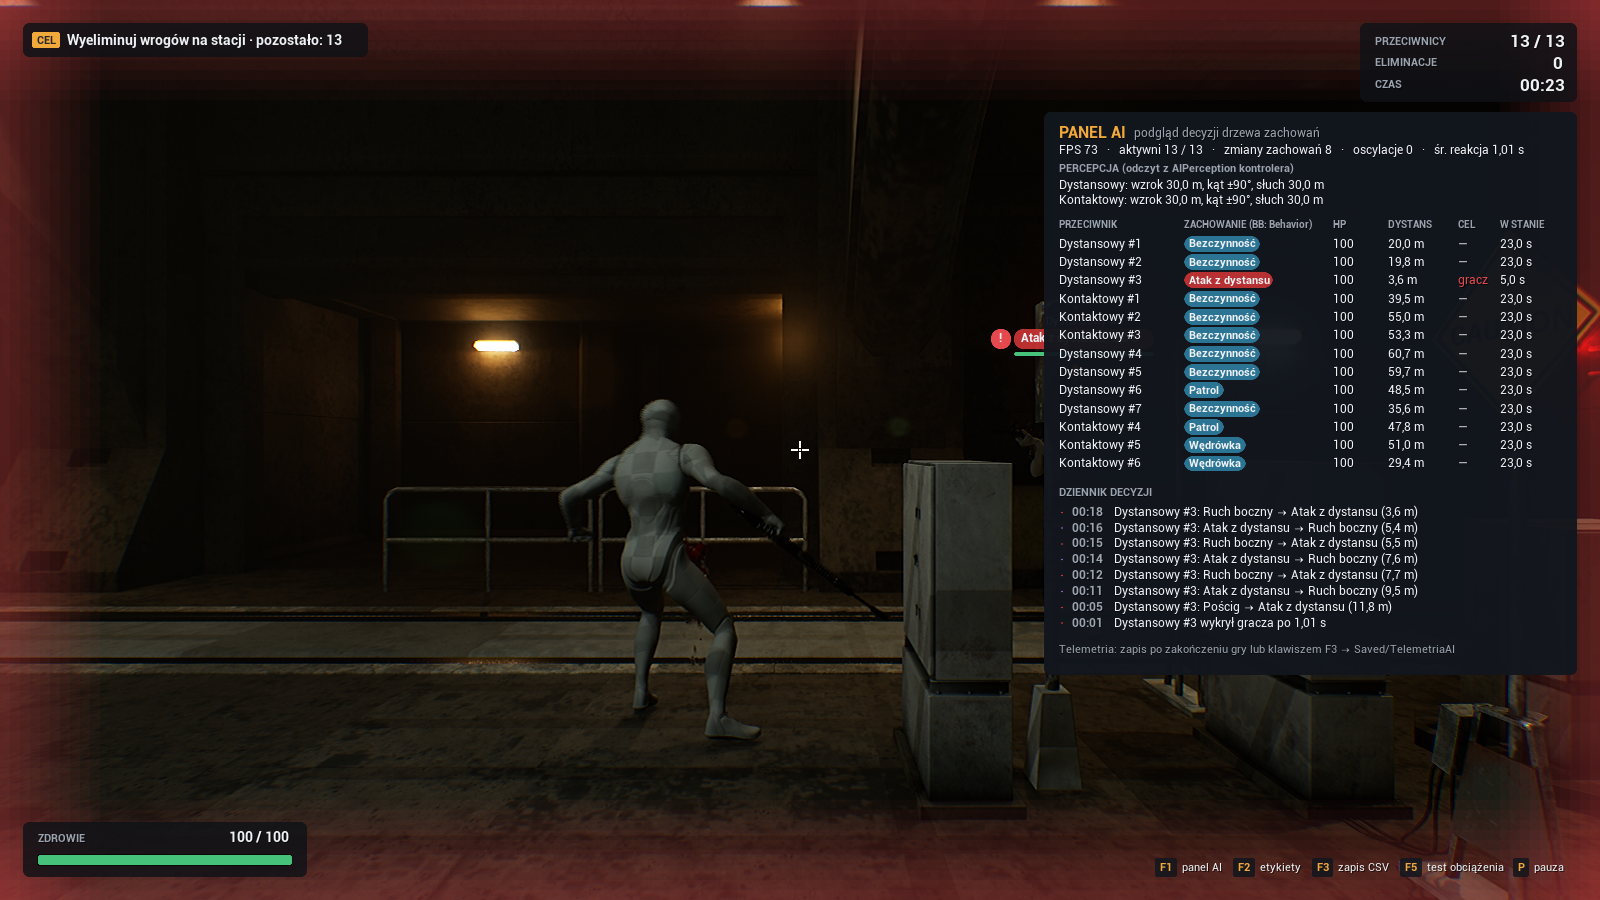 CEL Wyeliminuj wrogów na stacji · pozostało: 13
PRZECIWNICY 13 / 13
ELIMINACJE 0
CZAS 00:23
PANEL AI podgląd decyzji drzewa zachowań
FPS 73 · aktywni 13 / 13 · zmiany zachowań 8 · oscylacje 0 · śr. reakcja 1,01 s
PERCEPCJA (odczyt z AIPerception kontrolera)
Dystansowy: wzrok 30,0 m, kąt ±90°, słuch 30,0 m
Kontaktowy: wzrok 30,0 m, kąt ±90°, słuch 30,0 m
PRZECIWNIK ZACHOWANIE (BB: Behavior) HP DYSTANS CEL W STANIE
Dystansowy #1 Bezczynność 100 20,0 m — 23,0 s
Dystansowy #2 Bezczynność 100 19,8 m — 23,0 s
Dystansowy #3 Atak z dystansu 100 3,6 m gracz 5,0 s
Kontaktowy #1 Bezczynność 100 39,5 m — 23,0 s
Kontaktowy #2 Bezczynność 100 55,0 m — 23,0 s
Kontaktowy #3 Bezczynność 100 53,3 m — 23,0 s
! Atak
Dystansowy #4 Bezczynność 100 60,7 m — 23,0 s
Dystansowy #5 Bezczynność 100 59,7 m — 23,0 s
Dystansowy #6 Patrol 100 48,5 m — 23,0 s
Dystansowy #7 Bezczynność 100 35,6 m — 23,0 s
Kontaktowy #4 Patrol 100 47,8 m — 23,0 s
Kontaktowy #5 Wędrówka 100 51,0 m — 23,0 s
Kontaktowy #6 Wędrówka 100 29,4 m — 23,0 s
DZIENNIK DECYZJI
· 00:18 Dystansowy #3: Ruch boczny → Atak z dystansu (3,6 m)
· 00:16 Dystansowy #3: Atak z dystansu → Ruch boczny (5,4 m)
· 00:15 Dystansowy #3: Ruch boczny → Atak z dystansu (5,5 m)
· 00:14 Dystansowy #3: Atak z dystansu → Ruch boczny (7,6 m)
· 00:12 Dystansowy #3: Ruch boczny → Atak z dystansu (7,7 m)
· 00:11 Dystansowy #3: Atak z dystansu → Ruch boczny (9,5 m)
· 00:05 Dystansowy #3: Pościg → Atak z dystansu (11,8 m)
· 00:01 Dystansowy #3 wykrył gracza po 1,01 s
Telemetria: zapis po zakończeniu gry lub klawiszem F3 → Saved/TelemetriaAI
ZDROWIE 100 / 100
F1 panel AI F2 etykiety F3 zapis CSV F5 test obciążenia P pauza